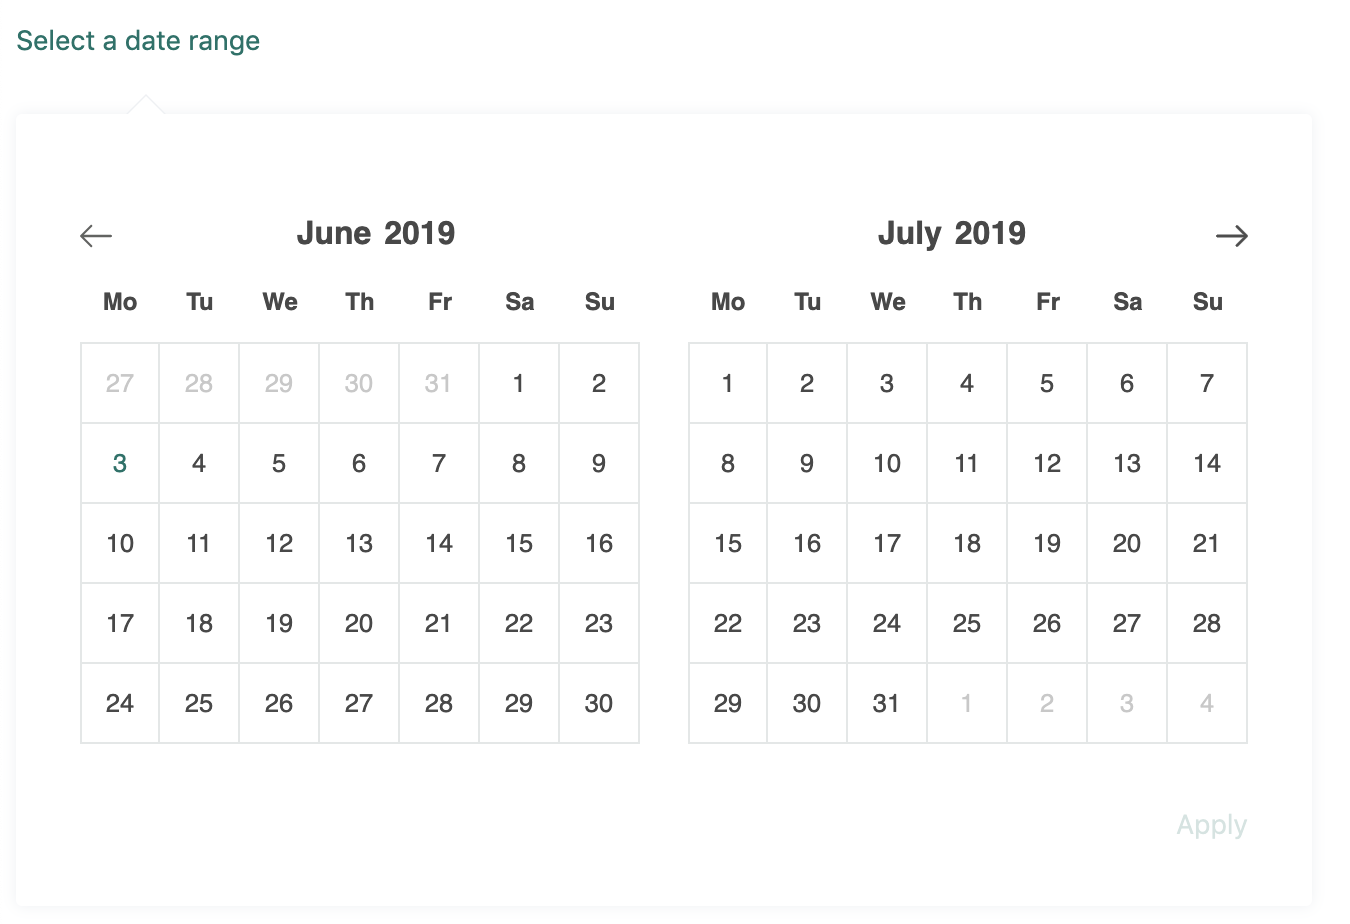 Select a date range
June 2019
Mo Tu We Th Fr Sa Su
27 28 29 30 31 1 2
3 4 5 6 7 8 9
10 11 12 13 14 15 16
17 18 19 20 21 22 23
24 25 26 27 28 29 30
July 2019
Mo Tu We Th Fr Sa Su
1 2 3 4 5 6 7
8 9 10 11 12 13 14
15 16 17 18 19 20 21
22 23 24 25 26 27 28
29 30 31 1 2 3 4
Apply